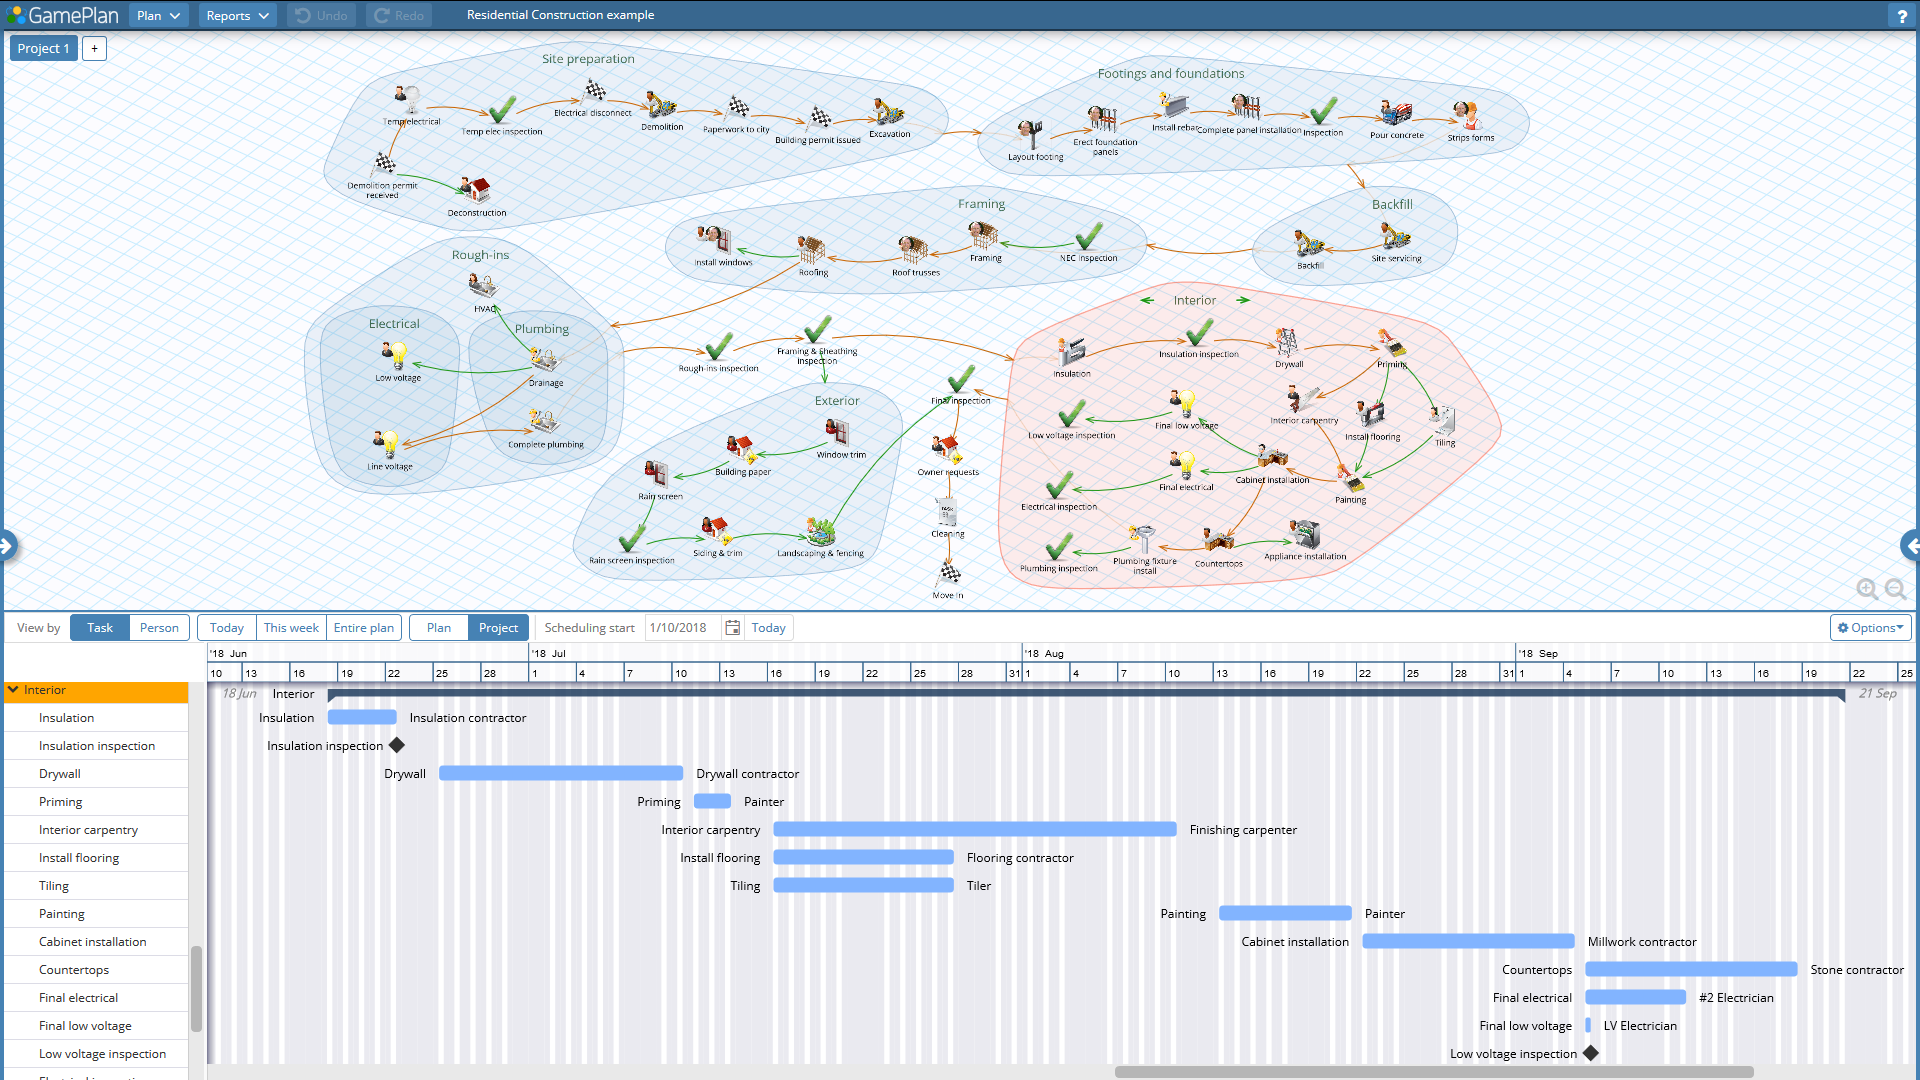 GamePlan
Plan
Reports
Undo
Redo
Residential Construction example
?
Project 1
+
Site preparation
Temp electrical
Temp elec inspection
Electrical disconnect
Demolition
Paperwork to city
Building permit issued
Excavation
Demolition permit
received
Deconstruction
Footings and foundations
Layout footing
Erect foundation
panels
Install rebar
Complete panel installation
Inspection
Pour concrete
Strips forms
Framing
Install windows
Roofing
Roof trusses
Framing
NEC inspection
Backfill
Backfill
Site servicing
Rough-ins
HVAC
Electrical
Low voltage
Line voltage
Plumbing
Drainage
Complete plumbing
Rough-ins inspection
Framing & Sheathing
inspection
Exterior
Window trim
Building paper
Rain screen
Rain screen inspection
Siding & trim
Landscaping & fencing
Final inspection
Owner requests
Cleaning
Move In
Interior
Insulation
Insulation inspection
Drywall
Priming
Interior carpentry
Install flooring
Tiling
Low voltage inspection
Final low voltage
Cabinet installation
Painting
Final electrical
Electrical inspection
Plumbing inspection
Plumbing fixture
install
Countertops
Appliance installation
View by
Task
Person
Today
This week
Entire plan
Plan
Project
Scheduling start
1/10/2018
Today
Options
'18 Jun
'18 Jul
'18 Aug
'18 Sep
10 13 16 19 22 25 28 1 4 7 10 13 16 19 22 25 28 31 1 4 7 10 13 16 19 22 25 28 31 1 4 7 10 13 16 19 22 25
Interior
18 Jun
Interior
21 Sep
Insulation
Insulation
Insulation contractor
Insulation inspection
Insulation inspection
Drywall
Drywall
Drywall contractor
Priming
Priming
Painter
Interior carpentry
Interior carpentry
Finishing carpenter
Install flooring
Install flooring
Flooring contractor
Tiling
Tiling
Tiler
Painting
Painting
Painter
Cabinet installation
Cabinet installation
Millwork contractor
Countertops
Countertops
Stone contractor
Final electrical
Final electrical
#2 Electrician
Final low voltage
Final low voltage
LV Electrician
Low voltage inspection
Low voltage inspection